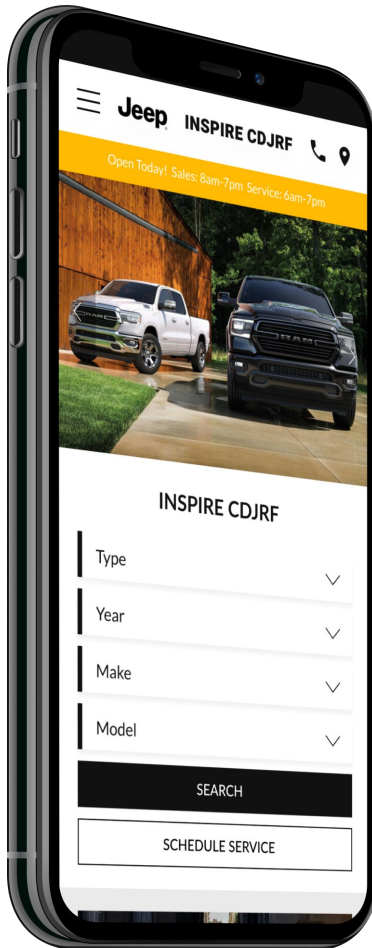 Jeep INSPIRE CDJRF
Open Today! Sales: 8am-7pm Service: 6am-7pm
RAM
RAM
INSPIRE CDJRF
Type
Year
Make
Model
SEARCH
SCHEDULE SERVICE